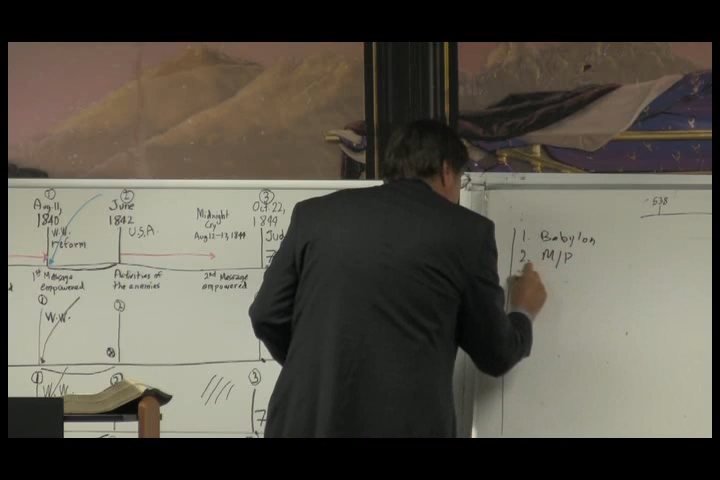 ① ② ③
Aug 11, June Oct 22,
1840 1842 1844
W.W. U.S.A. Midnight
reform Cry
Aug 12-17, 1844
Jud
7
1st Message Activities of 2nd Message
empowered the enemies empowered
① ②
W.W.
① ② ③
W.W.
7
538
1. Babylon
2. M/P